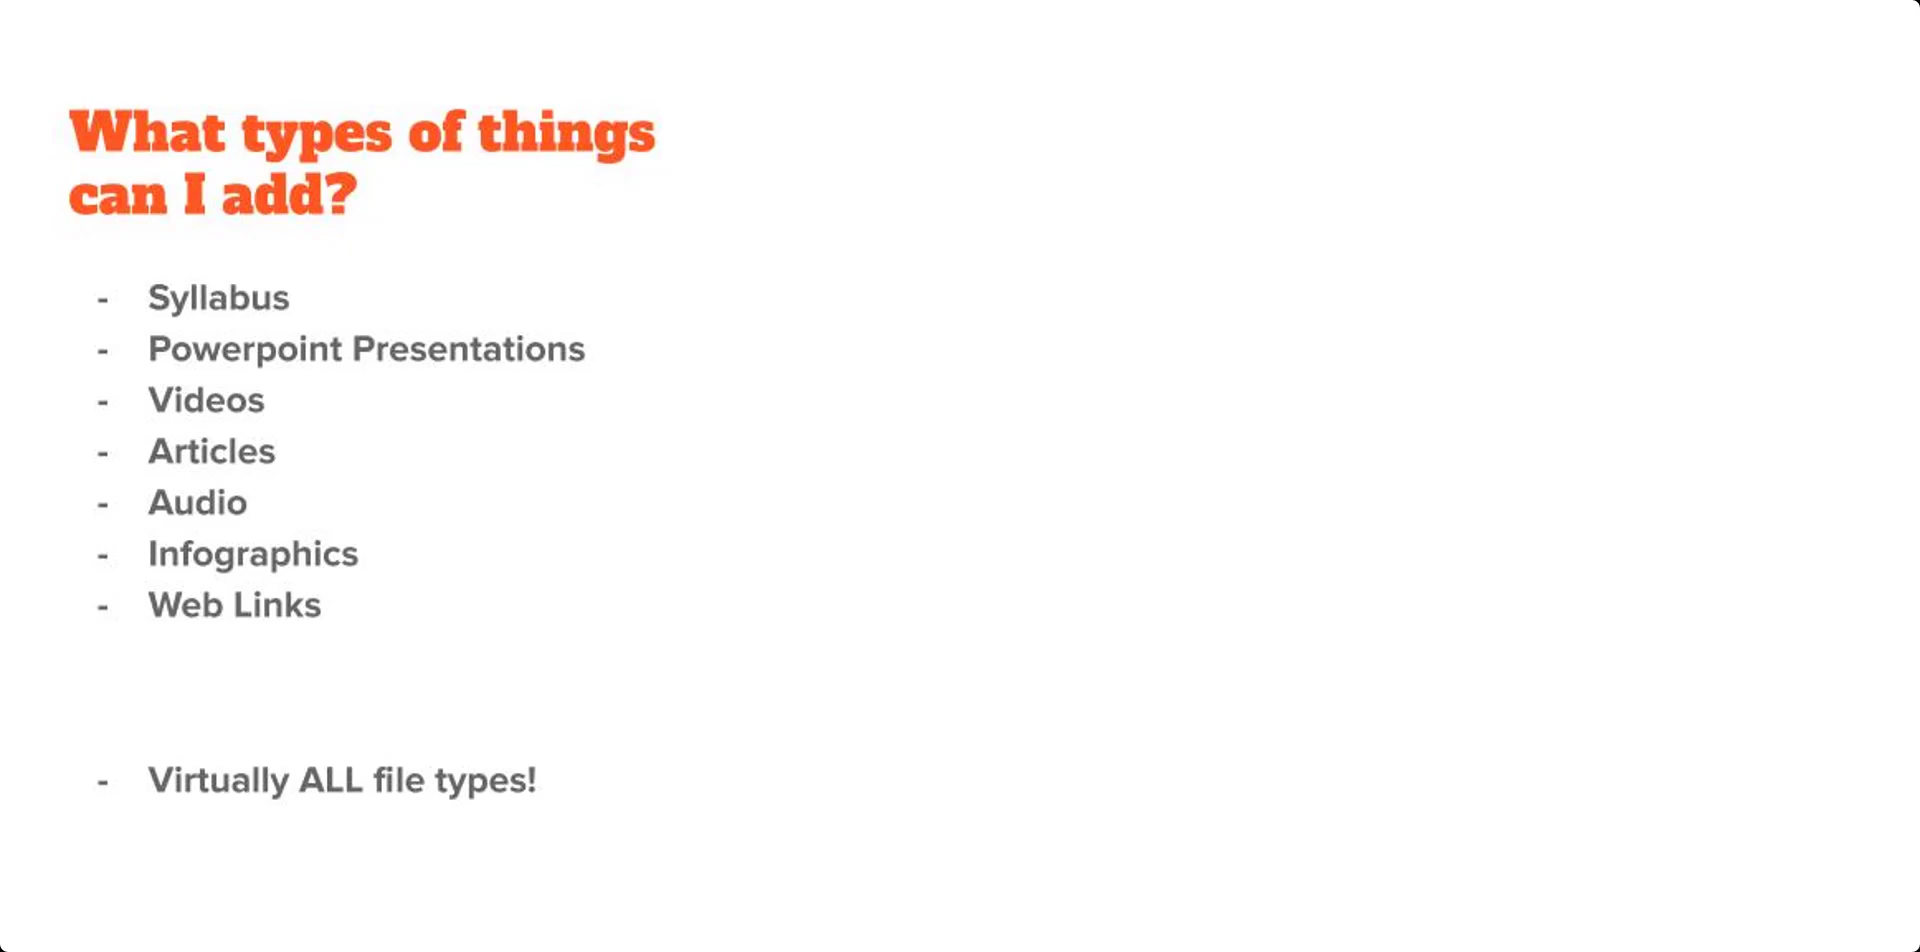 What types of things
can I add?
- Syllabus
- Powerpoint Presentations
- Videos
- Articles
- Audio
- Infographics
- Web Links
- Virtually ALL file types!